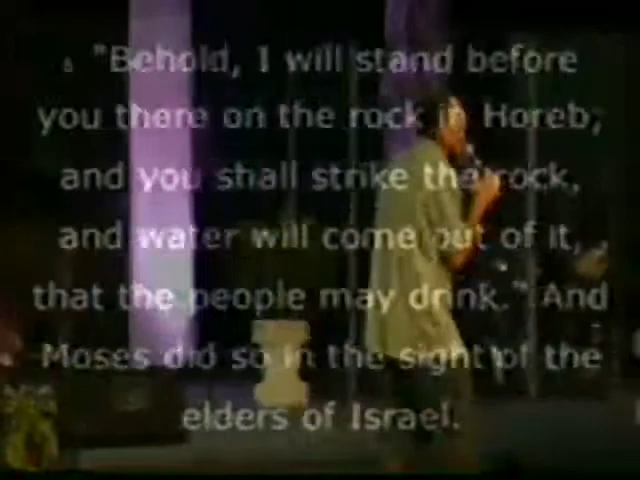 6 "Behold, I will stand before
you there on the rock in Horeb;
and you shall strike the rock,
and water will come out of it,
that the people may drink." And
Moses did so in the sight of the
elders of Israel.